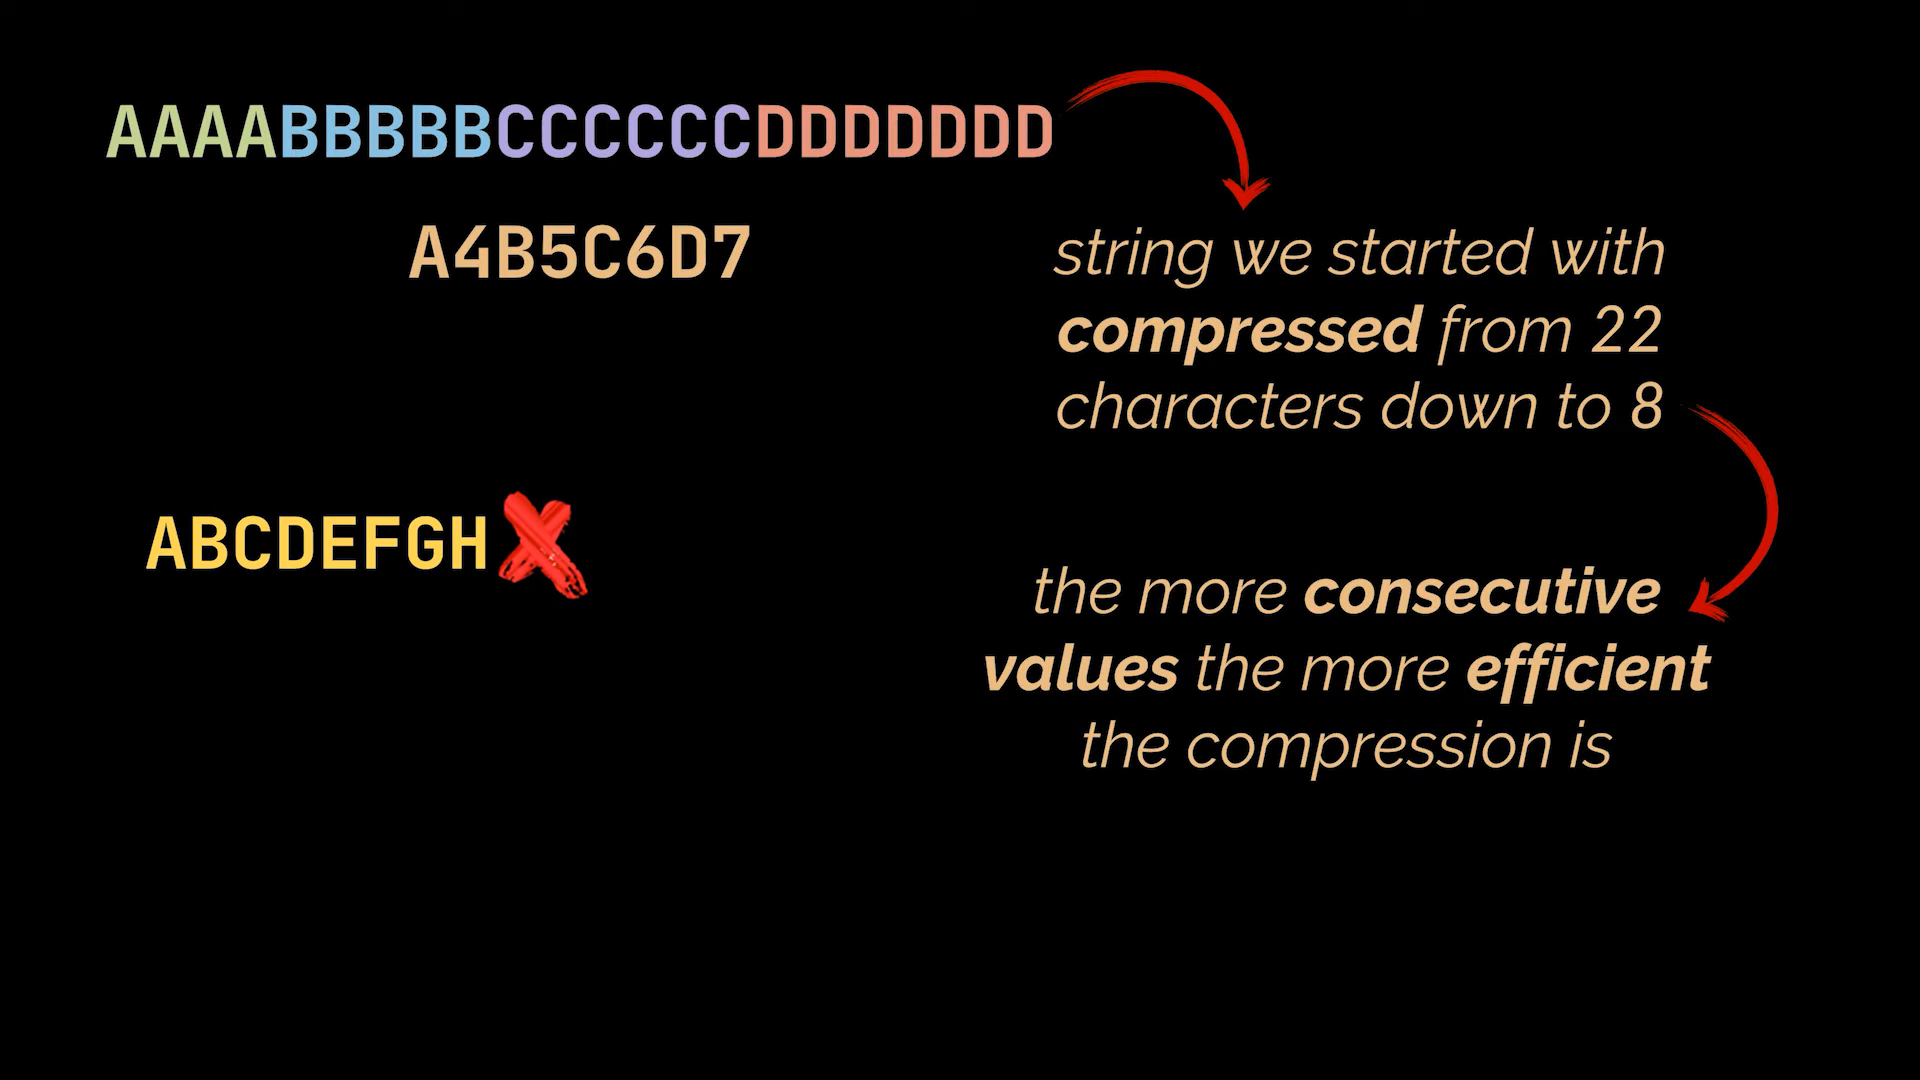 AAAABBBBBCCCCCCDDDDDDD
A4B5C6D7
string we started with
compressed from 22
characters down to 8
ABCDEFGH
the more consecutive
values the more efficient
the compression is